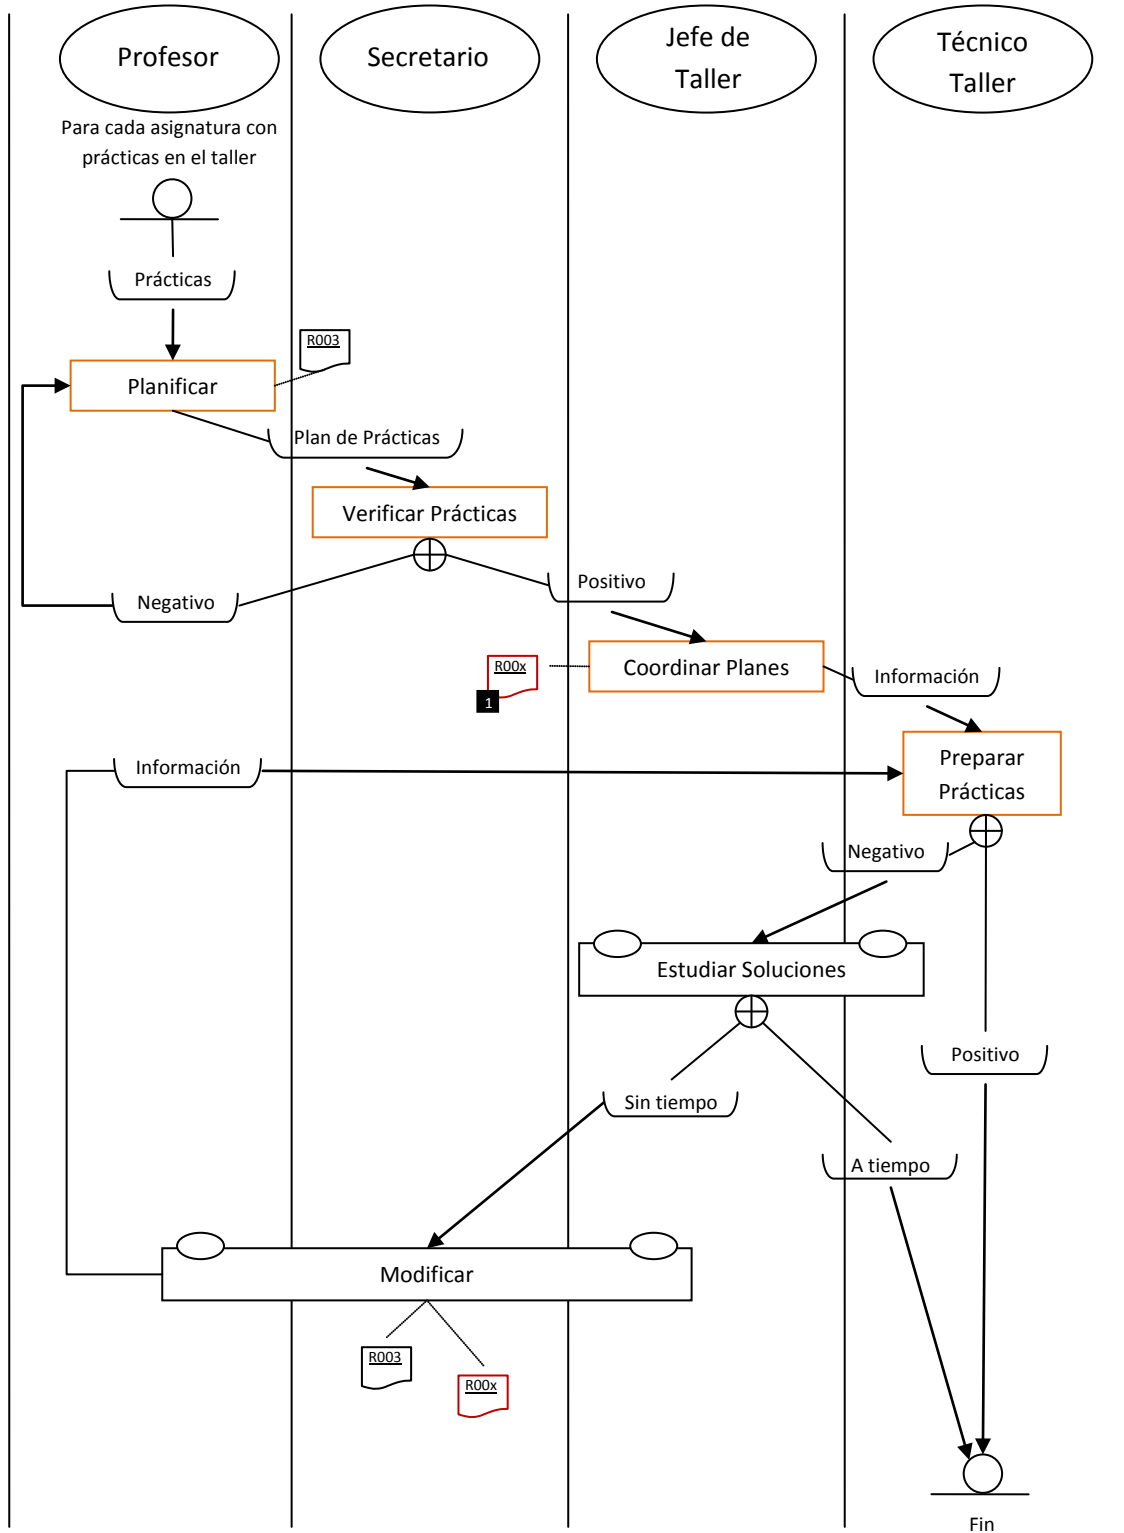 Profesor
Secretario
Jefe de
Taller
Técnico
Taller
Para cada asignatura con
prácticas en el taller
Prácticas
R003
Planificar
Plan de Prácticas
Verificar Prácticas
Positivo
Negativo
R00x
1
Coordinar Planes
Información
Información
Preparar
Prácticas
Negativo
Estudiar Soluciones
Positivo
Sin tiempo
A tiempo
Modificar
R003
R00x
Fin